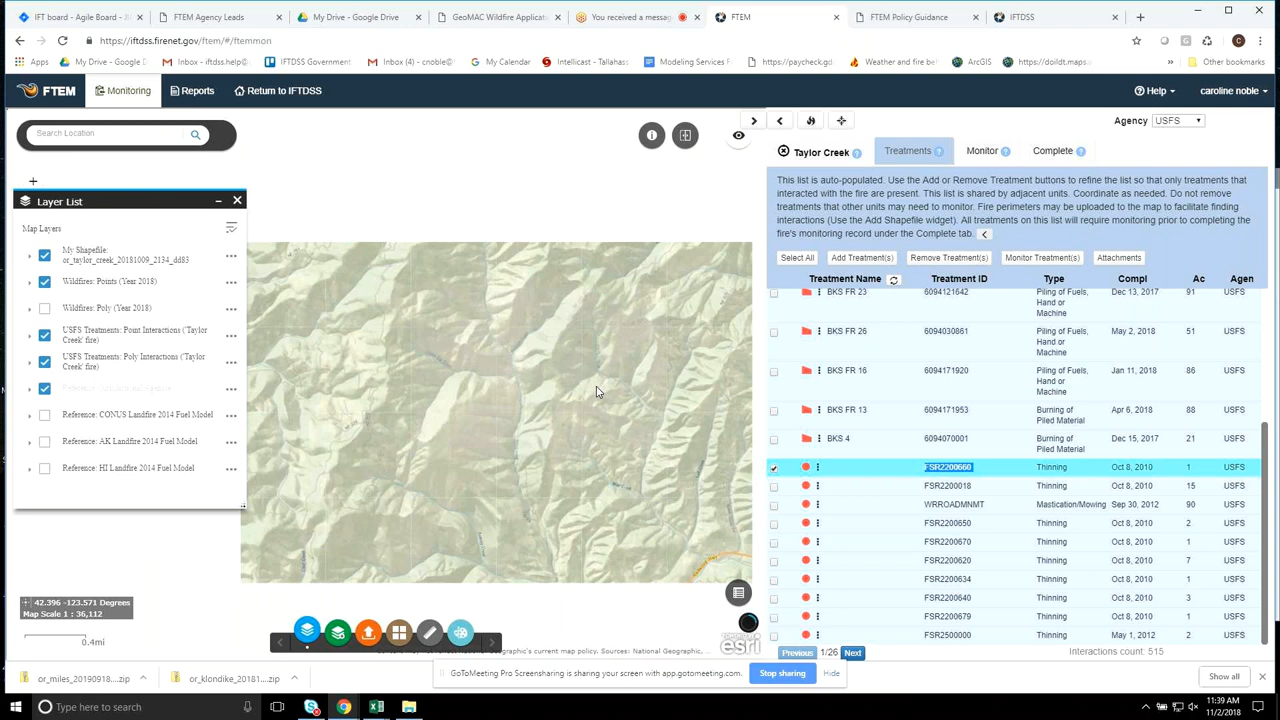 IFT board - Agile Board - JI
FTEM Agency Leads
My Drive - Google Drive
GeoMAC Wildfire Applicat
You received a messag
FTEM
FTEM Policy Guidance
IFTDSS
https://iftdss.firenet.gov/ftem/#/ftemmon
Apps
My Drive - Google D
Inbox - iftdss.help@
IFTDSS Government
Inbox (4) - cnoble@
My Calendar
Intellicast - Tallahass
Modeling Services F
https://paycheck.gd
Weather and fire be
ArcGIS
https://doildt.maps.
Other bookmarks
FTEM
Monitoring
Reports
Return to IFTDSS
Help
caroline noble
Search Location
Agency USFS
Taylor Creek
Treatments
Monitor
Complete
This list is auto-populated. Use the Add or Remove Treatment buttons to refine the list so that only treatments that
interacted with the fire are present. This list is shared by adjacent units. Coordinate as needed. Do not remove
treatments that other units may need to monitor. Fire perimeters may be uploaded to the map to facilitate finding
interactions (Use the Add Shapefile widget). All treatments on this list will require monitoring prior to completing the
fire's monitoring record under the Complete tab.
Select All
Add Treatment(s)
Remove Treatment(s)
Monitor Treatment(s)
Attachments
Treatment Name Treatment ID Type Compl Ac Agen
BKS FR 23 6094121642 Piling of Fuels, Dec 13, 2017 91 USFS
Hand or
Machine
BKS FR 26 6094030861 Piling of Fuels, May 2, 2018 51 USFS
Hand or
Machine
BKS FR 16 6094171920 Piling of Fuels, Jan 11, 2018 86 USFS
Hand or
Machine
BKS FR 13 6094171953 Burning of Apr 6, 2018 88 USFS
Piled Material
BKS 4 6094070001 Burning of Dec 15, 2017 21 USFS
Piled Material
FSR2200660 Thinning Oct 8, 2010 1 USFS
FSR2200018 Thinning Oct 8, 2010 15 USFS
WRROADMNMT Mastication/Mowing Sep 30, 2012 90 USFS
FSR2200650 Thinning Oct 8, 2010 2 USFS
FSR2200670 Thinning Oct 8, 2010 1 USFS
FSR2200620 Thinning Oct 8, 2010 7 USFS
FSR2200634 Thinning Oct 8, 2010 1 USFS
FSR2200640 Thinning Oct 8, 2010 3 USFS
FSR2200679 Thinning Oct 8, 2010 1 USFS
FSR2500000 Thinning May 1, 2012 2 USFS
Previous 1/26 Next
Interactions count: 515
Layer List
Map Layers
My Shapefile:
or_taylor_creek_20181009_2134_dd83
Wildfires: Points (Year 2018)
Wildfires: Poly (Year 2018)
USFS Treatments: Point Interactions ('Taylor
Creek' fire)
USFS Treatments: Poly Interactions ('Taylor
Creek' fire)
Reference: CONUS Landfire 2014 Fuel Model
Reference: AK Landfire 2014 Fuel Model
Reference: HI Landfire 2014 Fuel Model
42.396 -123.571 Degrees
Map Scale 1 : 36,112
0.4mi
esri
current map policy. Sources: National Geographic, ...
GoToMeeting Pro Screensharing is sharing your screen with app.gotomeeting.com.
Stop sharing
Hide
or_klondike_20181....zip
Show all
Type here to search
11:39 AM
11/2/2018